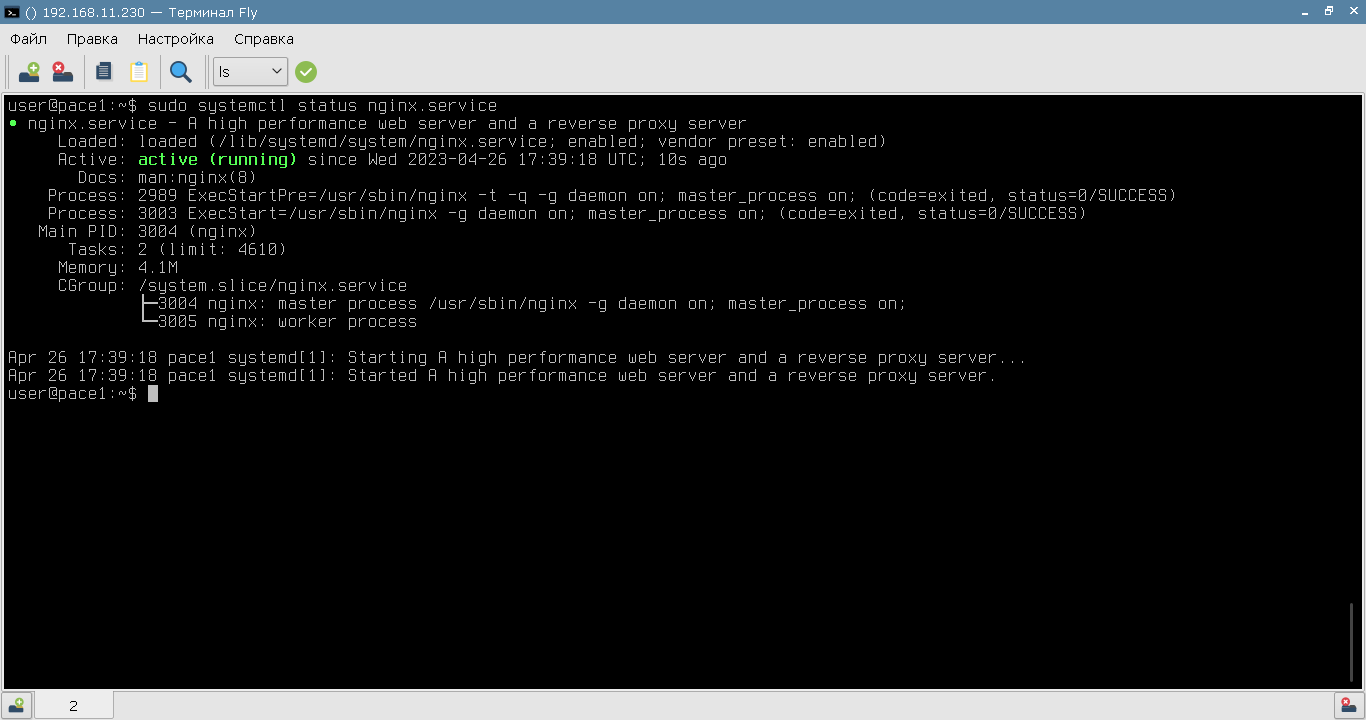 () 192.168.11.230 — Терминал Fly
Файл Правка Настройка Справка
ls
user@pace1:~$ sudo systemctl status nginx.service
● nginx.service - A high performance web server and a reverse proxy server
Loaded: loaded (/lib/systemd/system/nginx.service; enabled; vendor preset: enabled)
Active: active (running) since Wed 2023-04-26 17:39:18 UTC; 10s ago
Docs: man:nginx(8)
Process: 2989 ExecStartPre=/usr/sbin/nginx -t -q -g daemon on; master_process on; (code=exited, status=0/SUCCESS)
Process: 3003 ExecStart=/usr/sbin/nginx -g daemon on; master_process on; (code=exited, status=0/SUCCESS)
Main PID: 3004 (nginx)
Tasks: 2 (limit: 4610)
Memory: 4.1M
CGroup: /system.slice/nginx.service
├─3004 nginx: master process /usr/sbin/nginx -g daemon on; master_process on;
└─3005 nginx: worker process
Apr 26 17:39:18 pace1 systemd[1]: Starting A high performance web server and a reverse proxy server...
Apr 26 17:39:18 pace1 systemd[1]: Started A high performance web server and a reverse proxy server.
user@pace1:~$
2